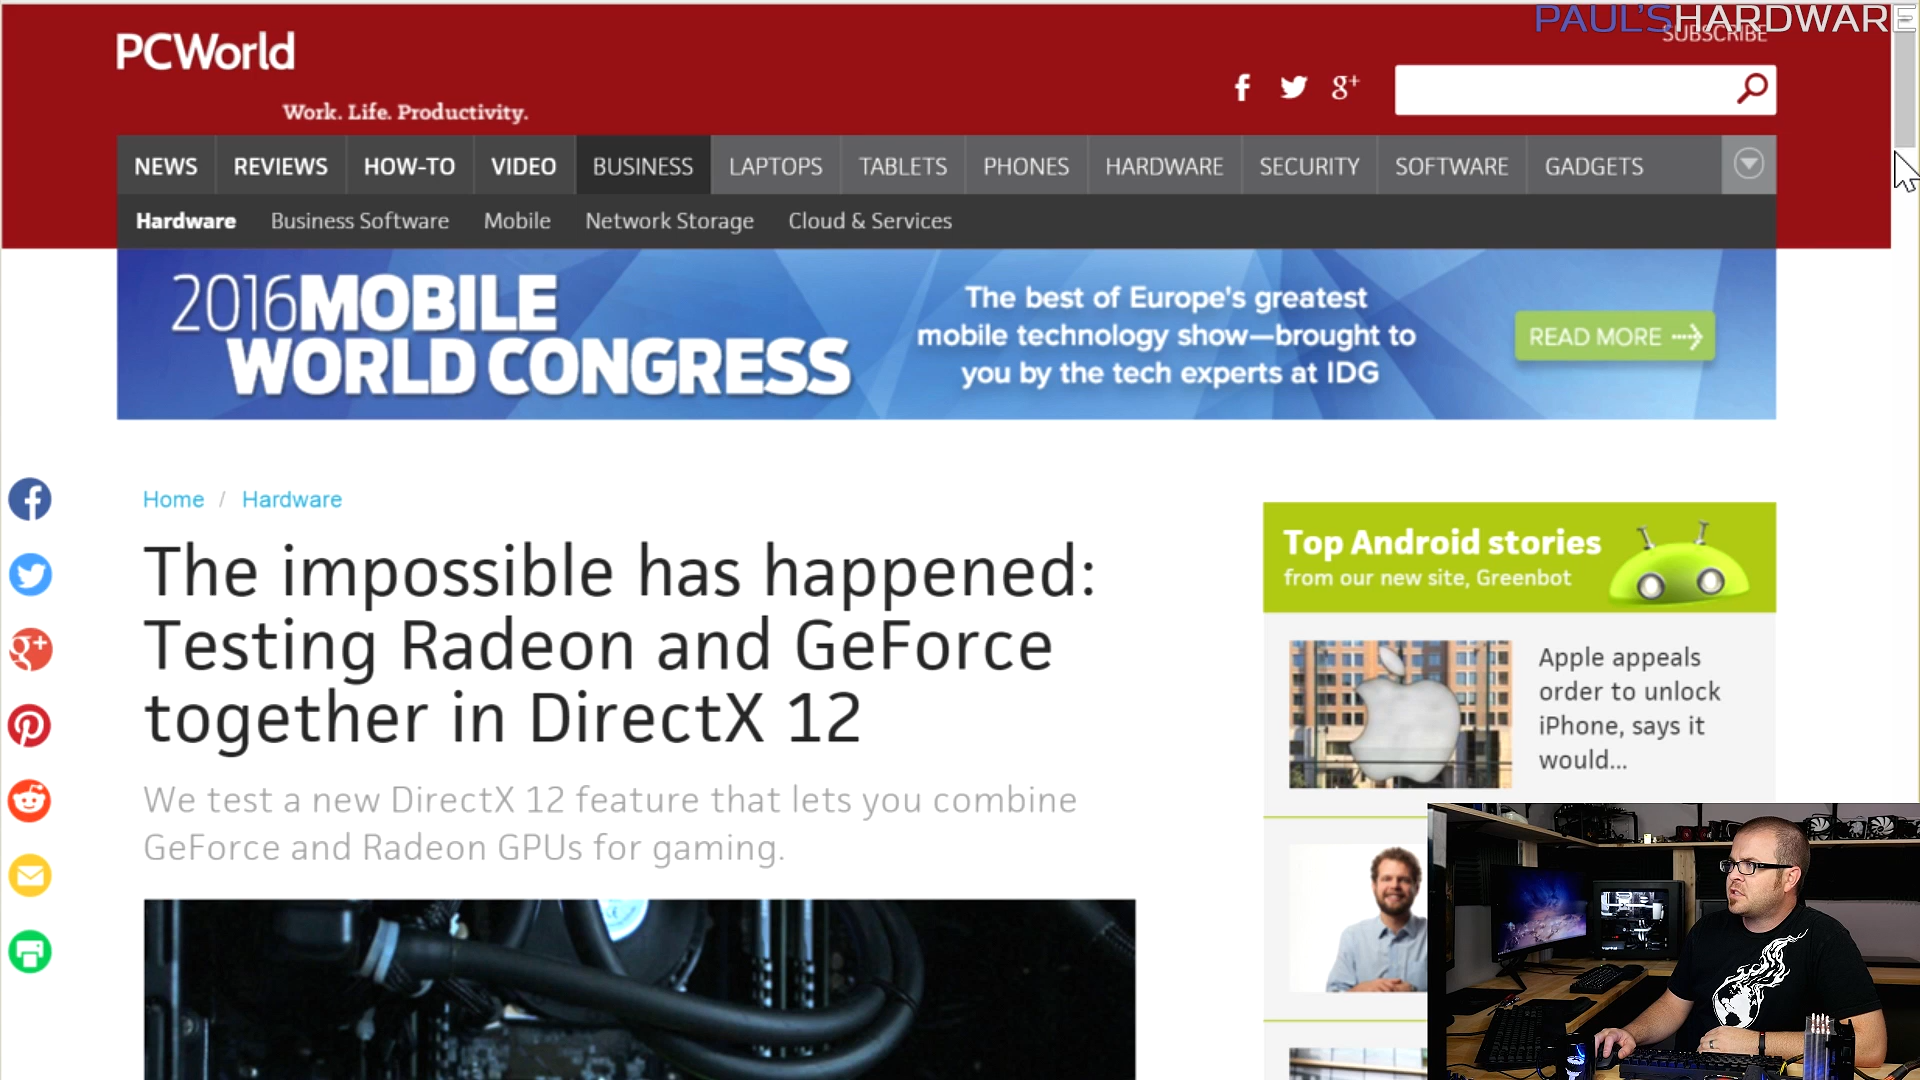 PAUL'SHARDWARE
SUBSCRIBE
PCWorld
Work. Life. Productivity.
NEWS REVIEWS HOW-TO VIDEO BUSINESS LAPTOPS TABLETS PHONES HARDWARE SECURITY SOFTWARE GADGETS
Hardware Business Software Mobile Network Storage Cloud & Services
2016 MOBILE
WORLD CONGRESS
The best of Europe's greatest
mobile technology show—brought to
you by the tech experts at IDG
READ MORE
Home / Hardware
The impossible has happened:
Testing Radeon and GeForce
together in DirectX 12
We test a new DirectX 12 feature that lets you combine
GeForce and Radeon GPUs for gaming.
Top Android stories
from our new site, Greenbot
Apple appeals
order to unlock
iPhone, says it
would...